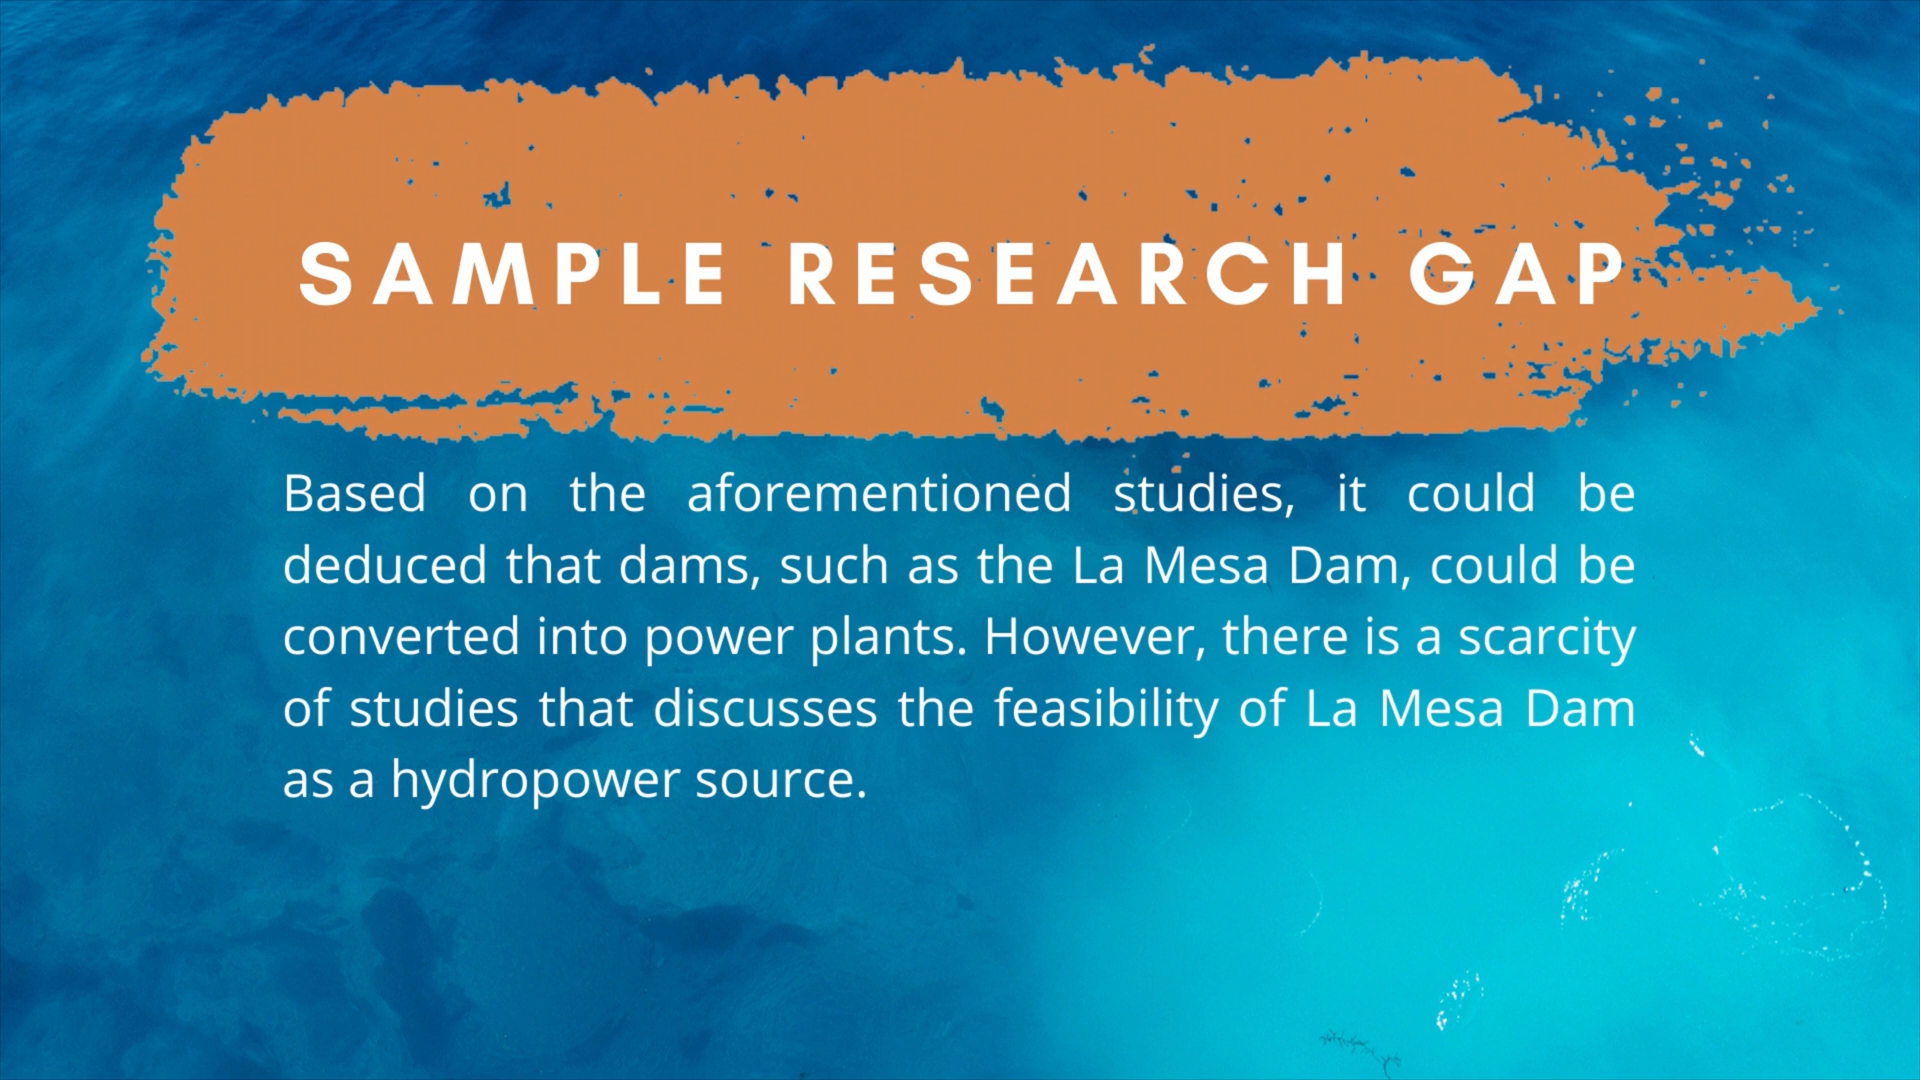 SAMPLE RESEARCH GAP
Based on the aforementioned studies, it could be
deduced that dams, such as the La Mesa Dam, could be
converted into power plants. However, there is a scarcity
of studies that discusses the feasibility of La Mesa Dam
as a hydropower source.